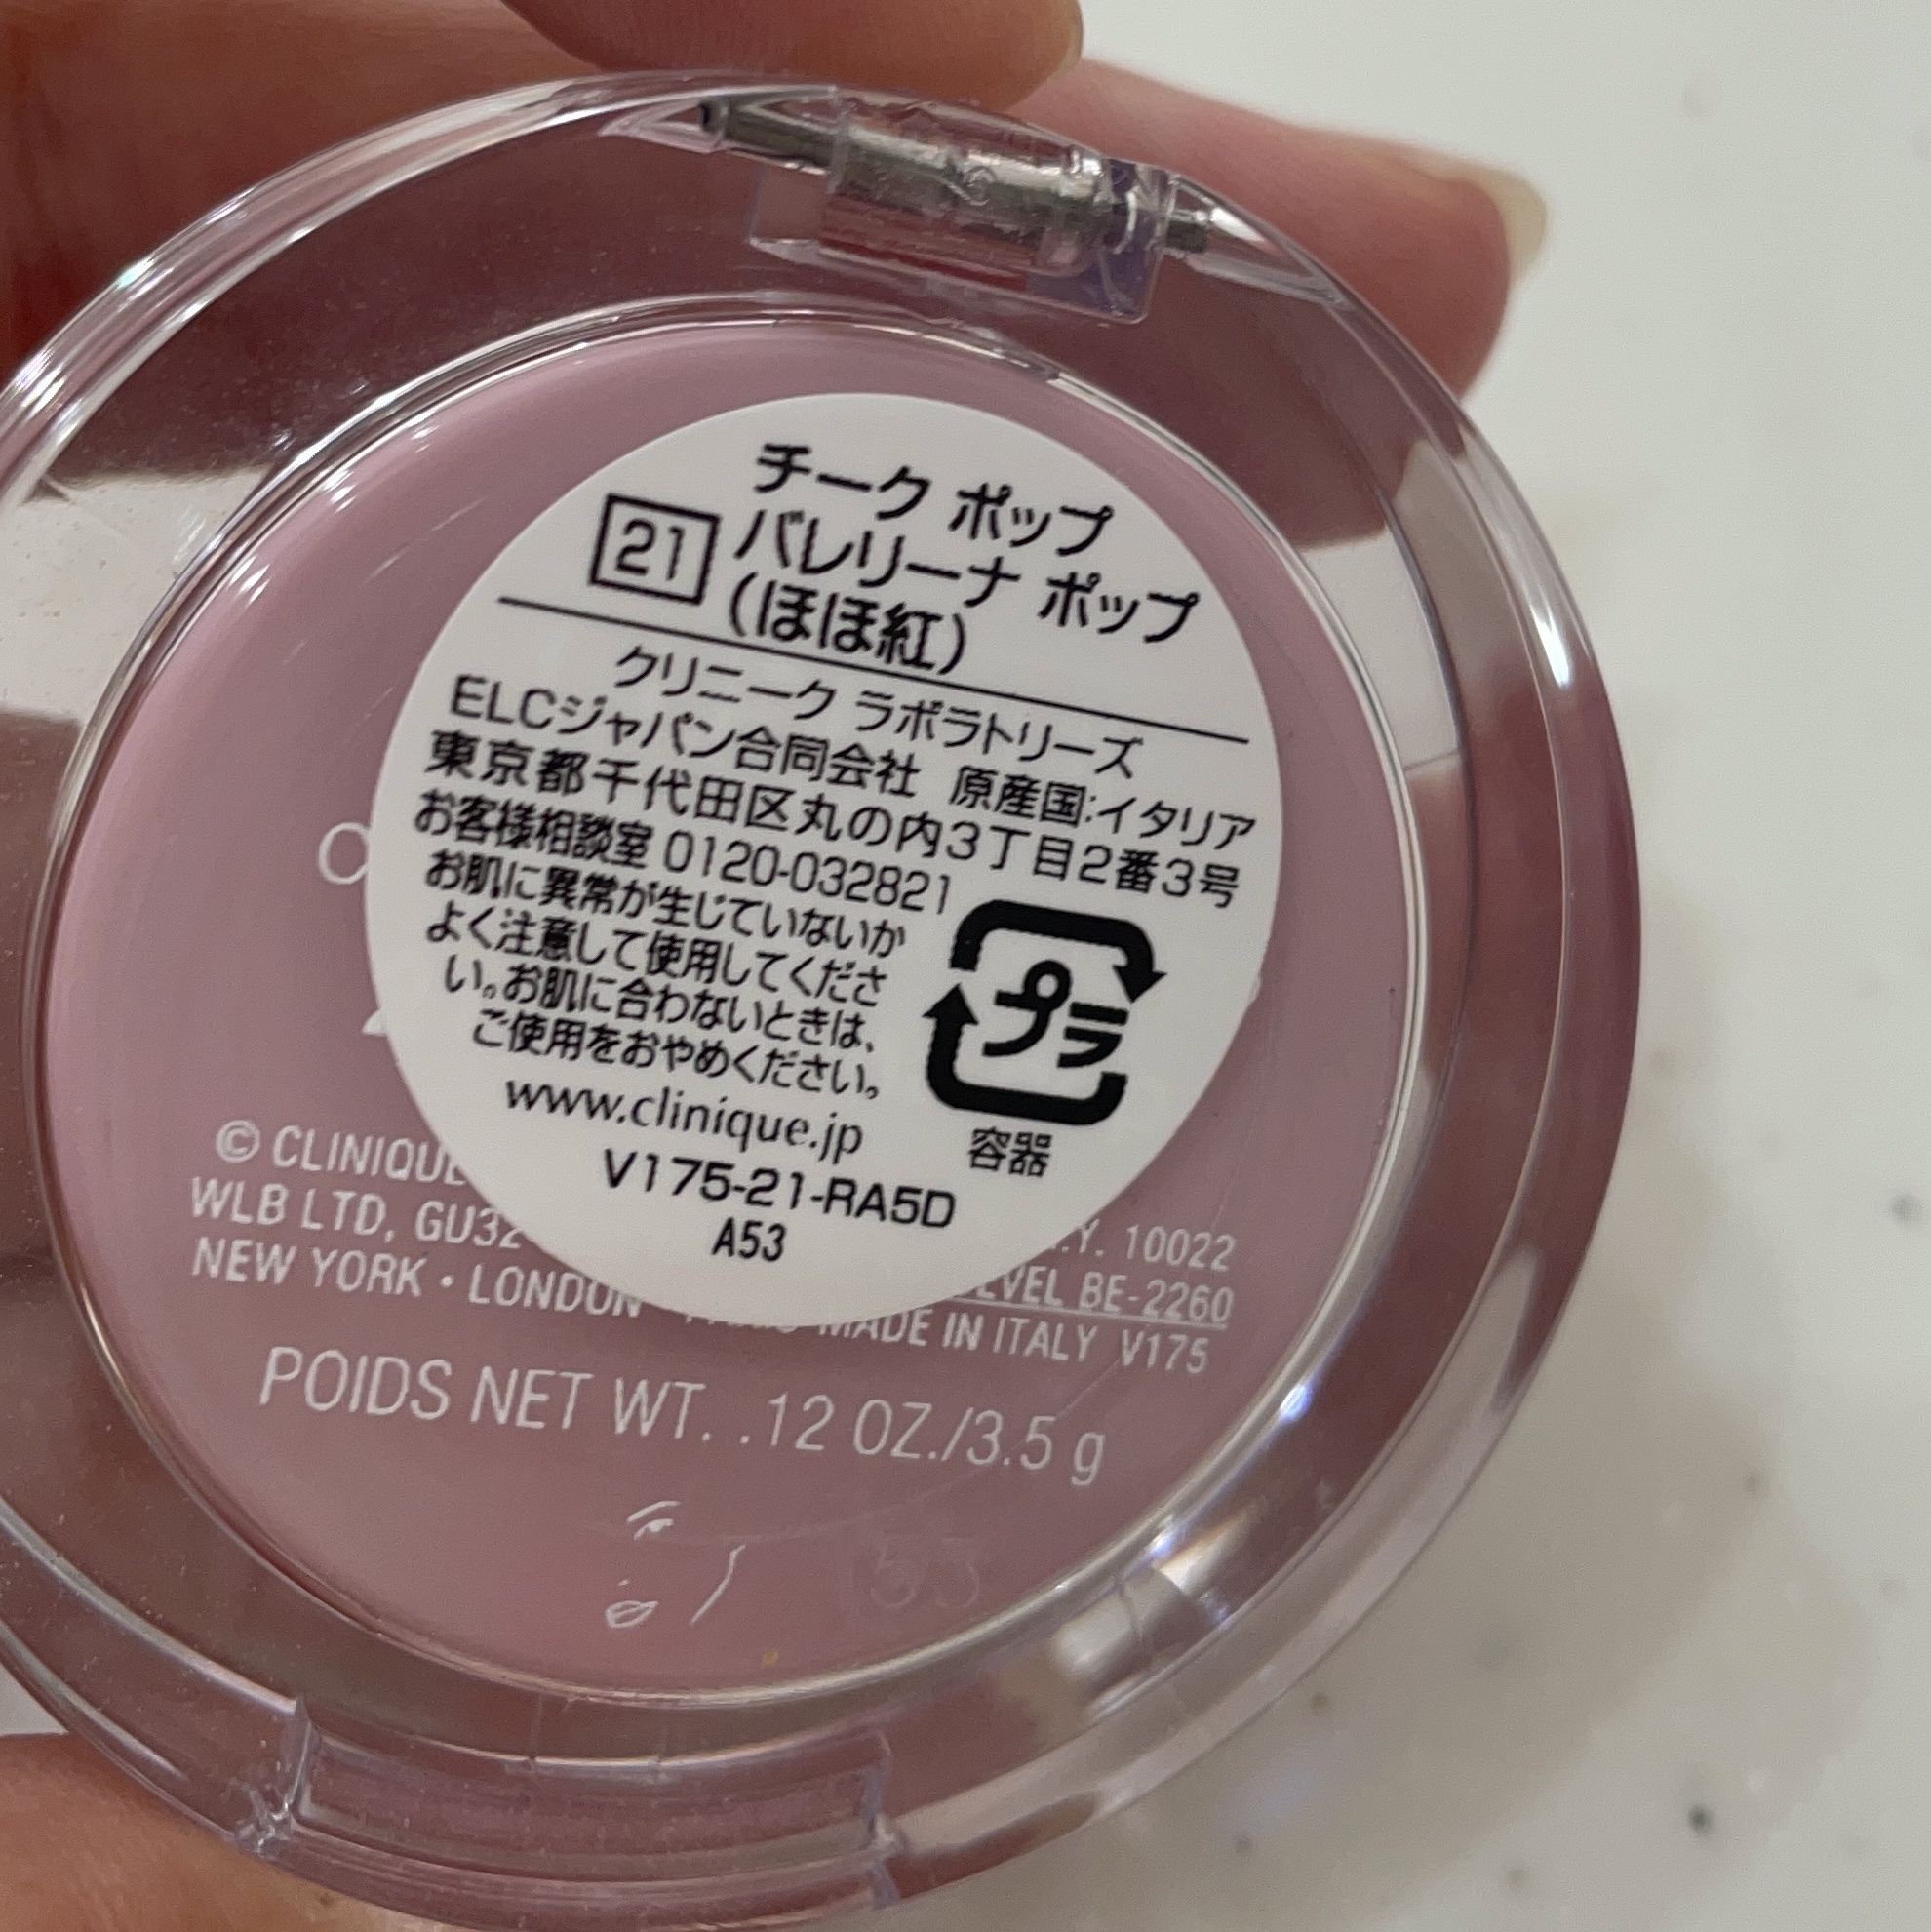 チーク ポップ
21 バレリーナ ポップ
(ほほ紅)
クリニーク ラボラトリーズ
ELCジャパン合同会社 原産国:イタリア
東京都千代田区丸の内3丁目2番3号
お客様相談室 0120-032821
お肌に異常が生じていないか
よく注意して使用してくださ
い。お肌に合わないときは、
ご使用をおやめください。
プラ
容器
www.clinique.jp
V175-21-RA5D
A53
© CLINIQUE
.Y. 10022
WLB LTD, GU32
BE-2260
NEW YORK • LONDON MADE IN ITALY V175
POIDS NET WT. .12 OZ./3.5 g